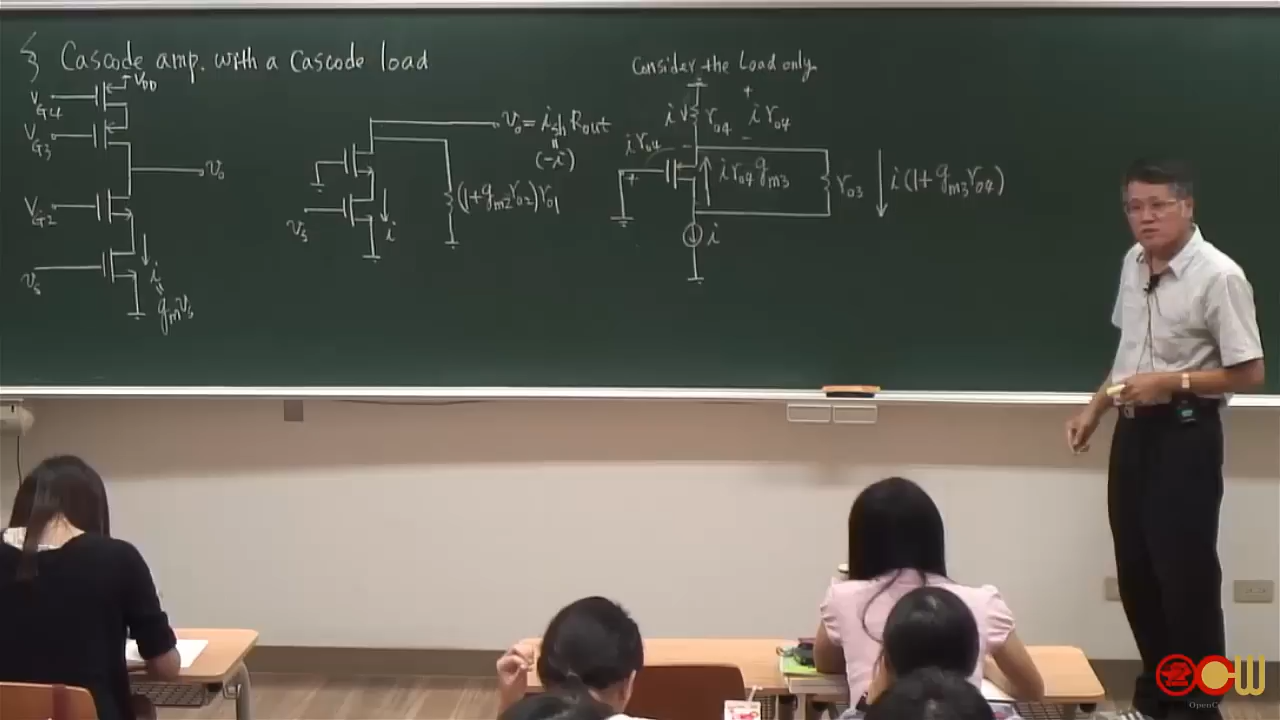 § Cascode amp. with a Cascode load
V_DD
V_G4
V_G3
v_o
V_G2
i
v_s
g_m v_s
v_o = i_sh R_out
(-i)
(1+g_m2 r_o2) r_o1
v_s
i
Consider the Load only
+
i
r_o4
i r_o4
-
i r_o4
-
+
i r_o4 g_m3
r_o3
i(1+g_m3 r_o4)
i
OCW